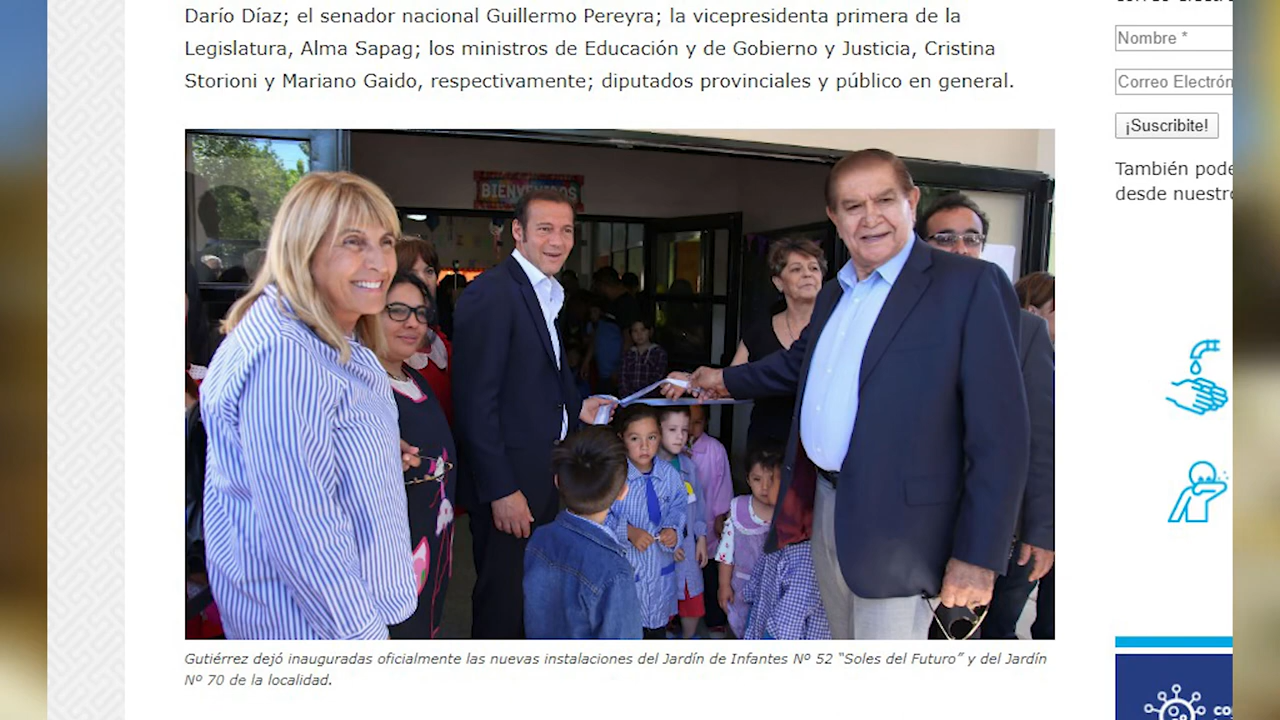 Darío Díaz; el senador nacional Guillermo Pereyra; la vicepresidenta primera de la
Legislatura, Alma Sapag; los ministros de Educación y de Gobierno y Justicia, Cristina
Storioni y Mariano Gaido, respectivamente; diputados provinciales y público en general.
BIENVENIDOS
Gutiérrez dejó inauguradas oficialmente las nuevas instalaciones del Jardín de Infantes Nº 52 “Soles del Futuro” y del Jardín
Nº 70 de la localidad.
Nombre *
Correo Electrón
¡Suscribite!
También pode
desde nuestro